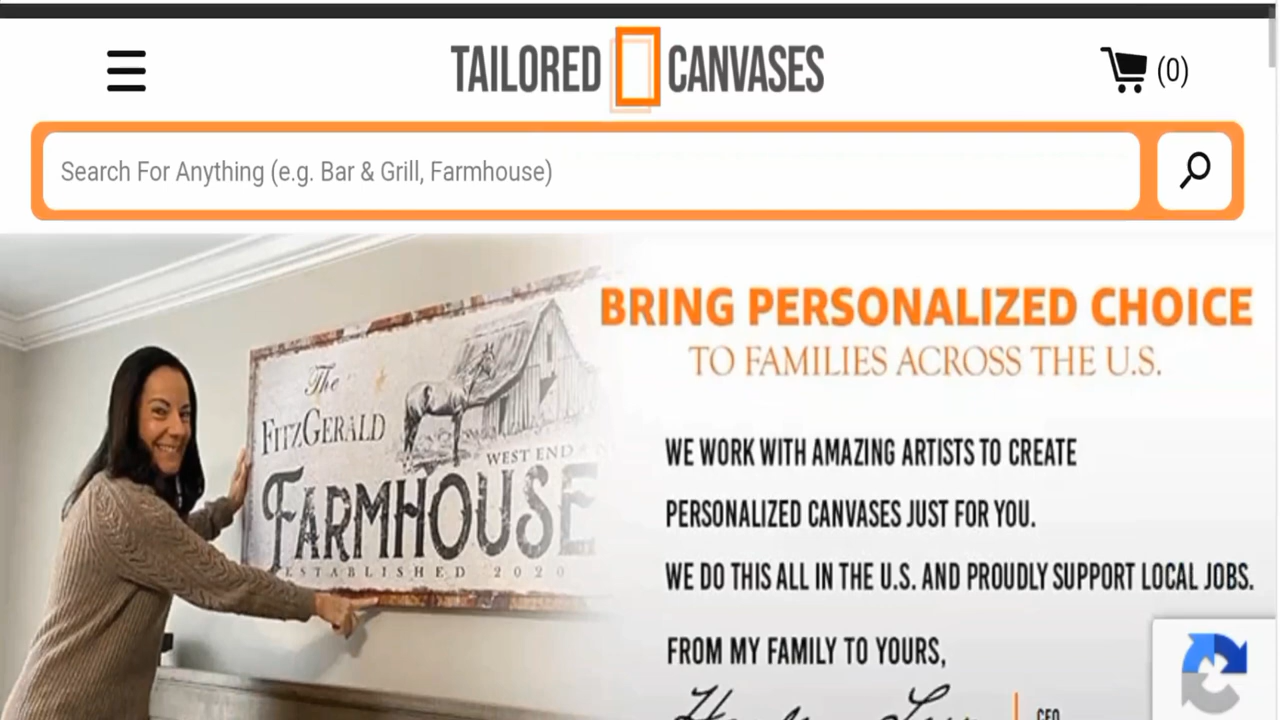 TAILORED CANVASES
(0)
Search For Anything (e.g. Bar & Grill, Farmhouse)
BRING PERSONALIZED CHOICE
TO FAMILIES ACROSS THE U.S.
The
FITZGERALD
WEST END
FARMHOUSE
ESTABLISHED 2020
WE WORK WITH AMAZING ARTISTS TO CREATE
PERSONALIZED CANVASES JUST FOR YOU.
WE DO THIS ALL IN THE U.S. AND PROUDLY SUPPORT LOCAL JOBS.
FROM MY FAMILY TO YOURS,
CEO